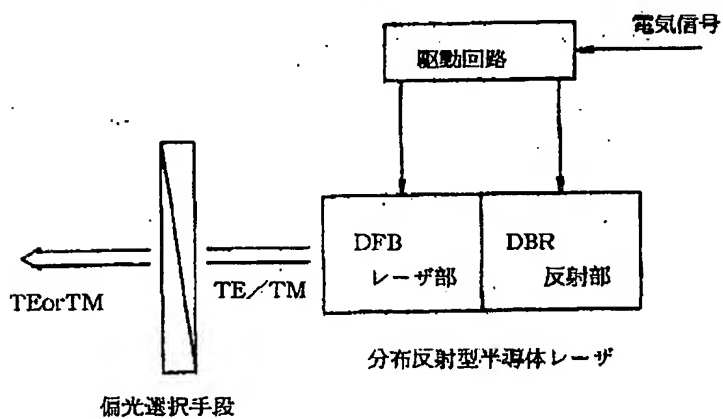 電気信号
駆動回路
DFB
レーザ部
DBR
反射部
TE/TM
TEorTM
分布反射型半導体レーザ
偏光選択手段